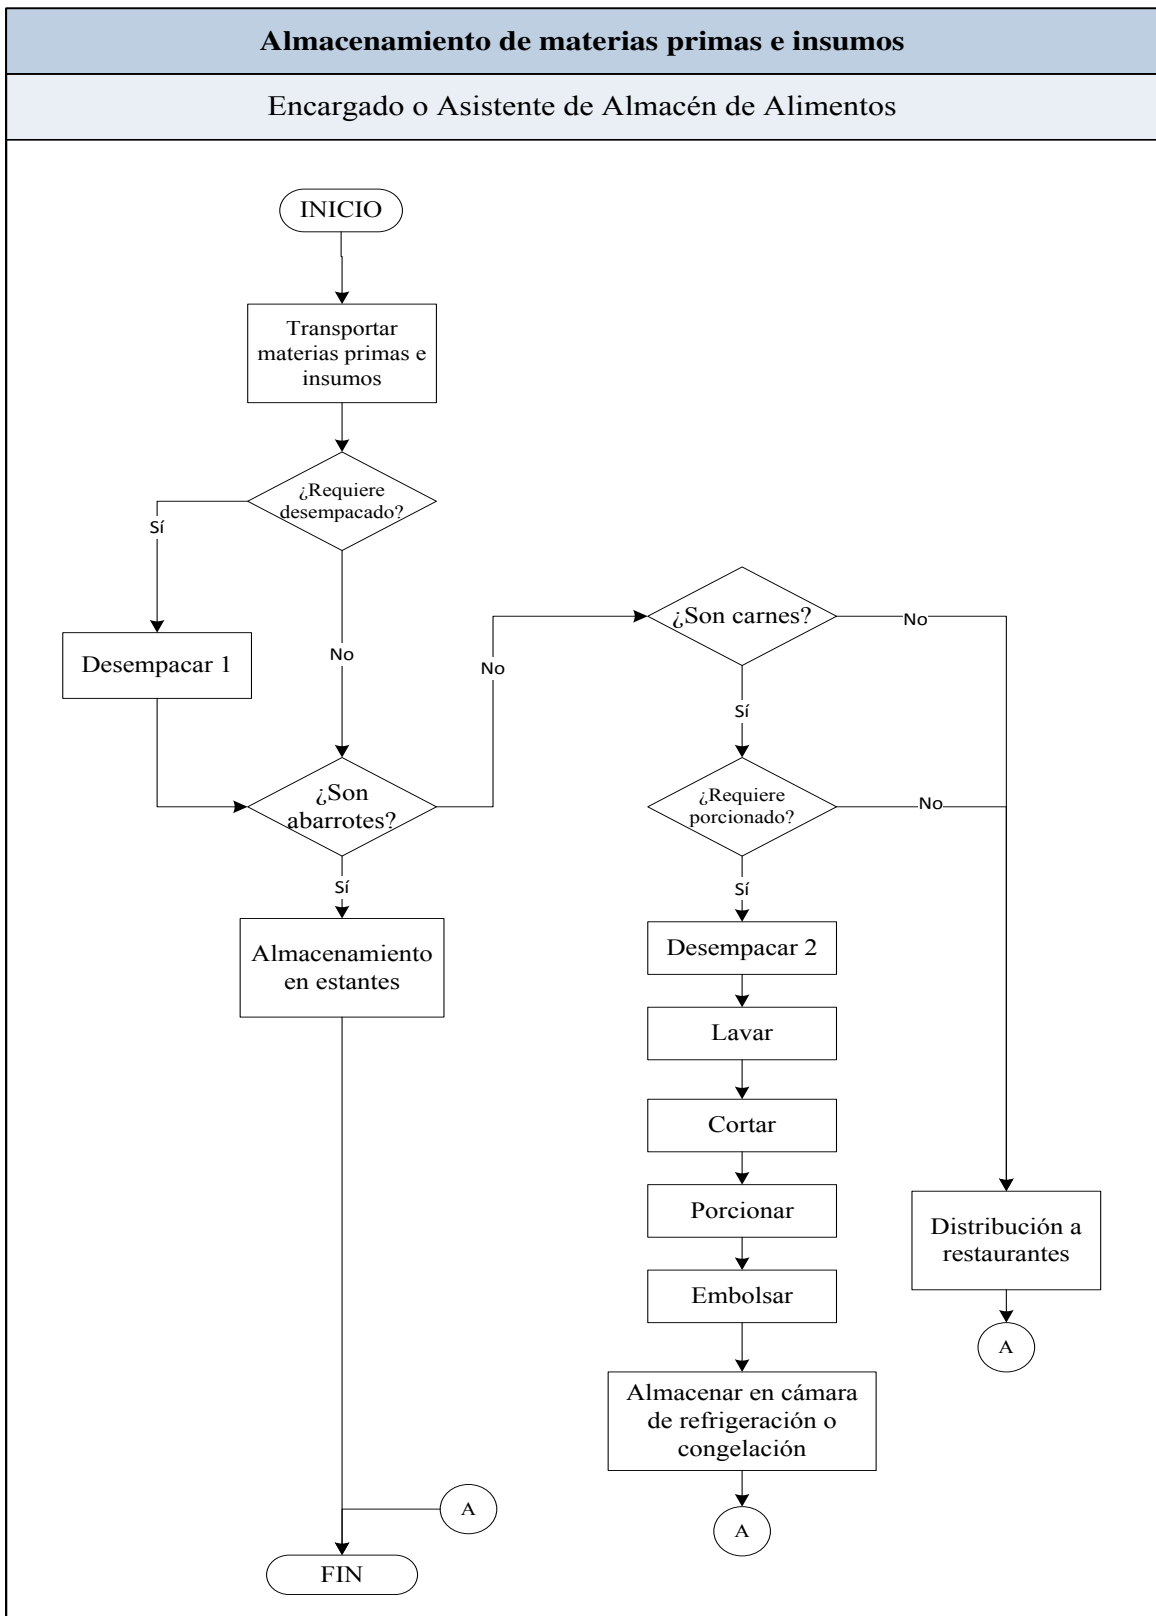 Almacenamiento de materias primas e insumos
Encargado o Asistente de Almacén de Alimentos
INICIO
Transportar
materias primas e
insumos
¿Requiere
desempacado?
Sí
No
Desempacar 1
¿Son
abarrotes?
No
Sí
Almacenamiento
en estantes
¿Son carnes?
No
Sí
¿Requiere
porcionado?
No
Sí
Desempacar 2
Lavar
Cortar
Porcionar
Embolsar
Almacenar en cámara
de refrigeración o
congelación
A
Distribución a
restaurantes
A
A
FIN